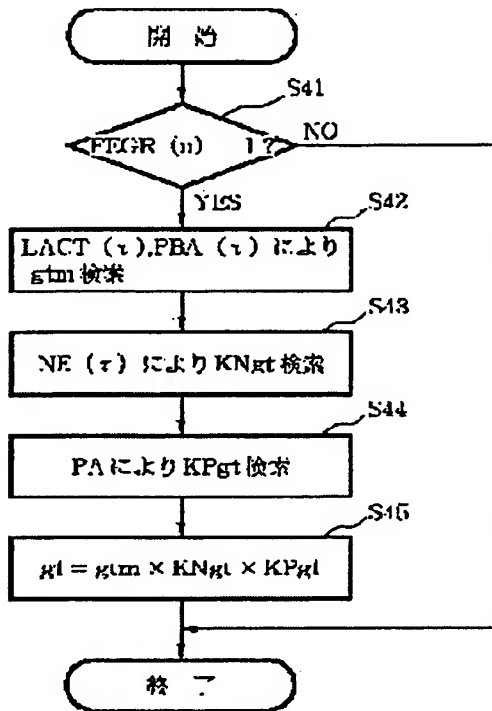 開始
S41
FEGR (n) 1?
NO
YES
S42
LACT (τ),PBA (τ) により
gtm 検索
S43
NE (τ) により KNgt 検索
S44
PA により KPgt 検索
S45
gt = gtm × KNgt × KPgt
終了